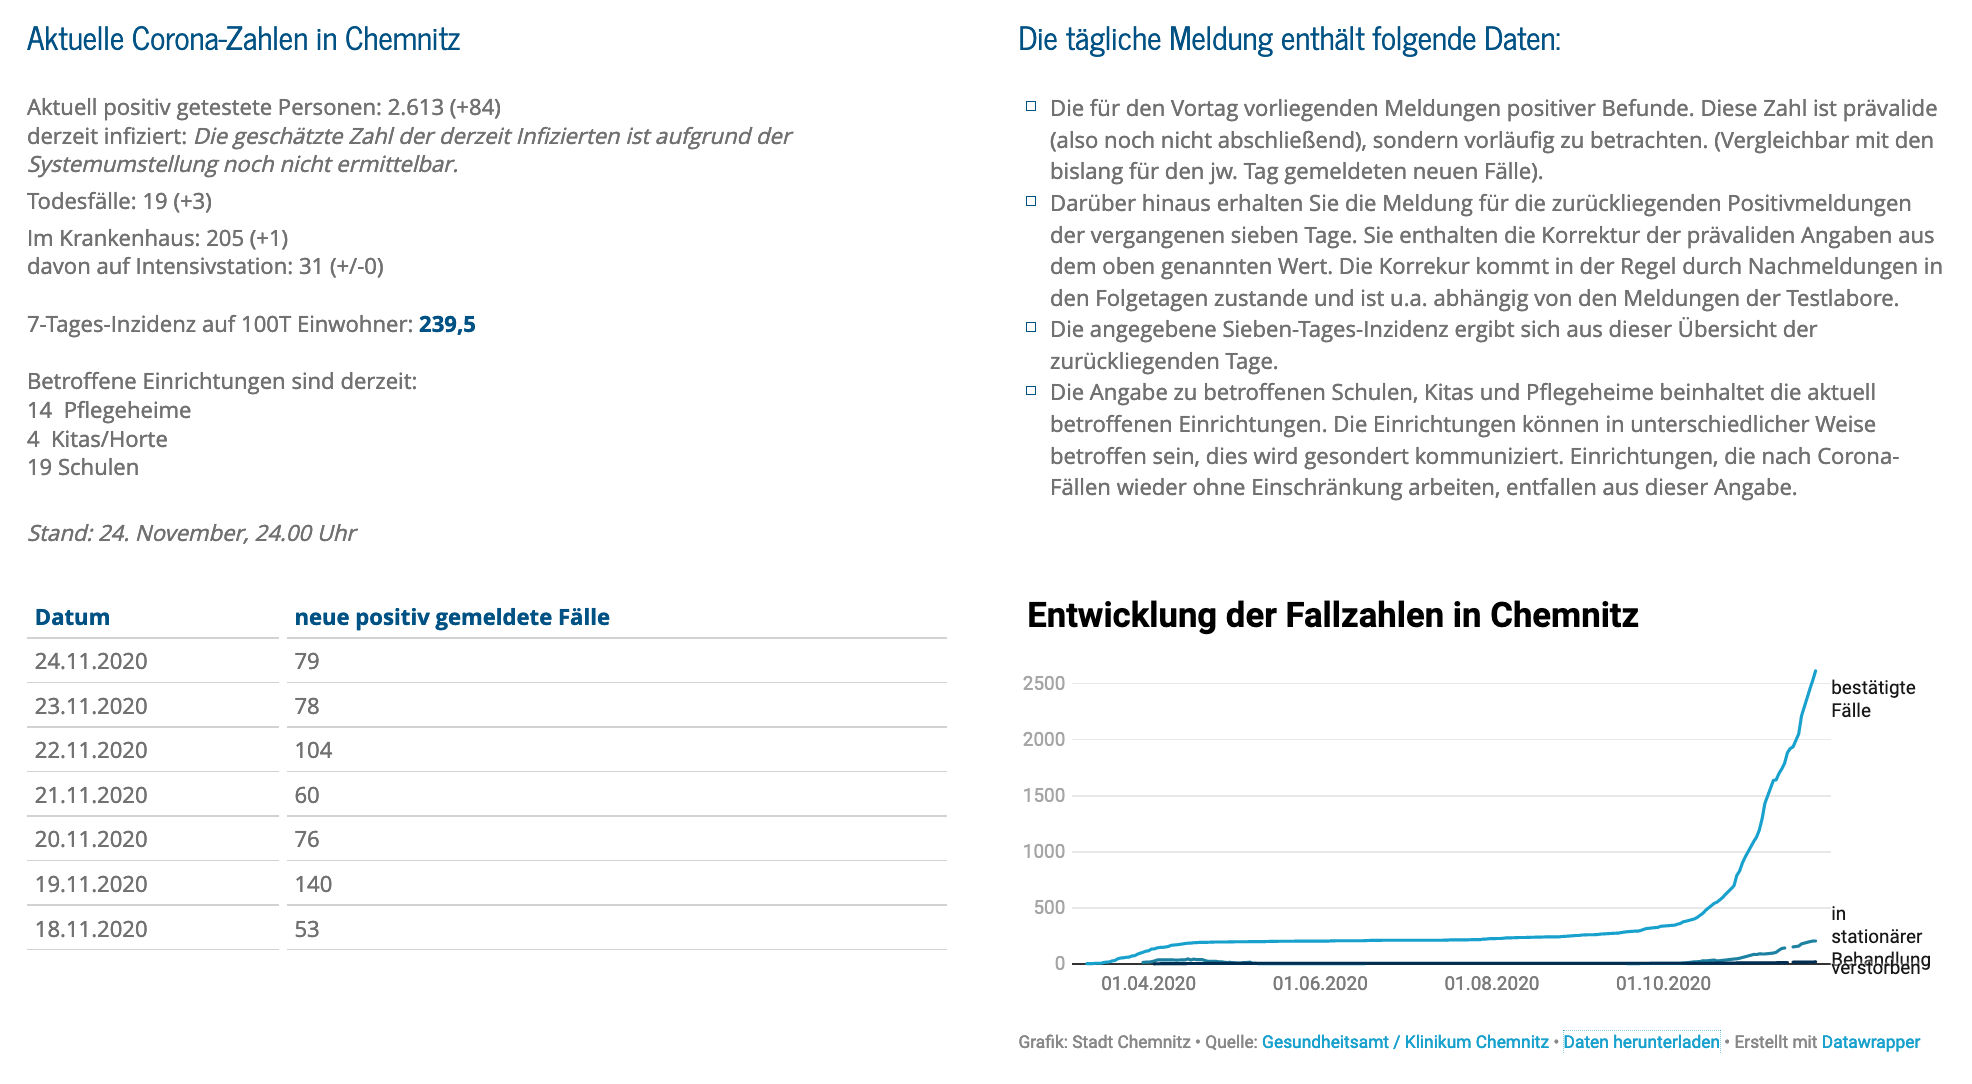 Aktuelle Corona-Zahlen in Chemnitz
Aktuell positiv getestete Personen: 2.613 (+84)
derzeit infiziert: Die geschätzte Zahl der derzeit Infizierten ist aufgrund der
Systemumstellung noch nicht ermittelbar.
Todesfälle: 19 (+3)
Im Krankenhaus: 205 (+1)
davon auf Intensivstation: 31 (+/-0)
7-Tages-Inzidenz auf 100T Einwohner: 239,5
Betroffene Einrichtungen sind derzeit:
14 Pflegeheime
4 Kitas/Horte
19 Schulen
Stand: 24. November, 24.00 Uhr
Datum neue positiv gemeldete Fälle
24.11.2020 79
23.11.2020 78
22.11.2020 104
21.11.2020 60
20.11.2020 76
19.11.2020 140
18.11.2020 53
Die tägliche Meldung enthält folgende Daten:
Die für den Vortag vorliegenden Meldungen positiver Befunde. Diese Zahl ist prävalide
(also noch nicht abschließend), sondern vorläufig zu betrachten. (Vergleichbar mit den
bislang für den jw. Tag gemeldeten neuen Fälle).
Darüber hinaus erhalten Sie die Meldung für die zurückliegenden Positivmeldungen
der vergangenen sieben Tage. Sie enthalten die Korrektur der prävaliden Angaben aus
dem oben genannten Wert. Die Korrekur kommt in der Regel durch Nachmeldungen in
den Folgetagen zustande und ist u.a. abhängig von den Meldungen der Testlabore.
Die angegebene Sieben-Tages-Inzidenz ergibt sich aus dieser Übersicht der
zurückliegenden Tage.
Die Angabe zu betroffenen Schulen, Kitas und Pflegeheime beinhaltet die aktuell
betroffenen Einrichtungen. Die Einrichtungen können in unterschiedlicher Weise
betroffen sein, dies wird gesondert kommuniziert. Einrichtungen, die nach Corona-
Fällen wieder ohne Einschränkung arbeiten, entfallen aus dieser Angabe.
Entwicklung der Fallzahlen in Chemnitz
2500
2000
1500
1000
500
0
bestätigte
Fälle
in
stationärer
Behandlung
verstorben
01.04.2020 01.06.2020 01.08.2020 01.10.2020
Grafik: Stadt Chemnitz • Quelle: Gesundheitsamt / Klinikum Chemnitz • Daten herunterladen • Erstellt mit Datawrapper